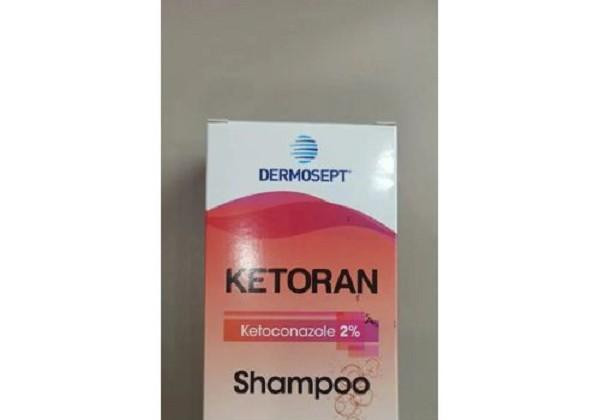 DERMOSEPT®
KETORAN
Ketoconazole 2%
Shampoo